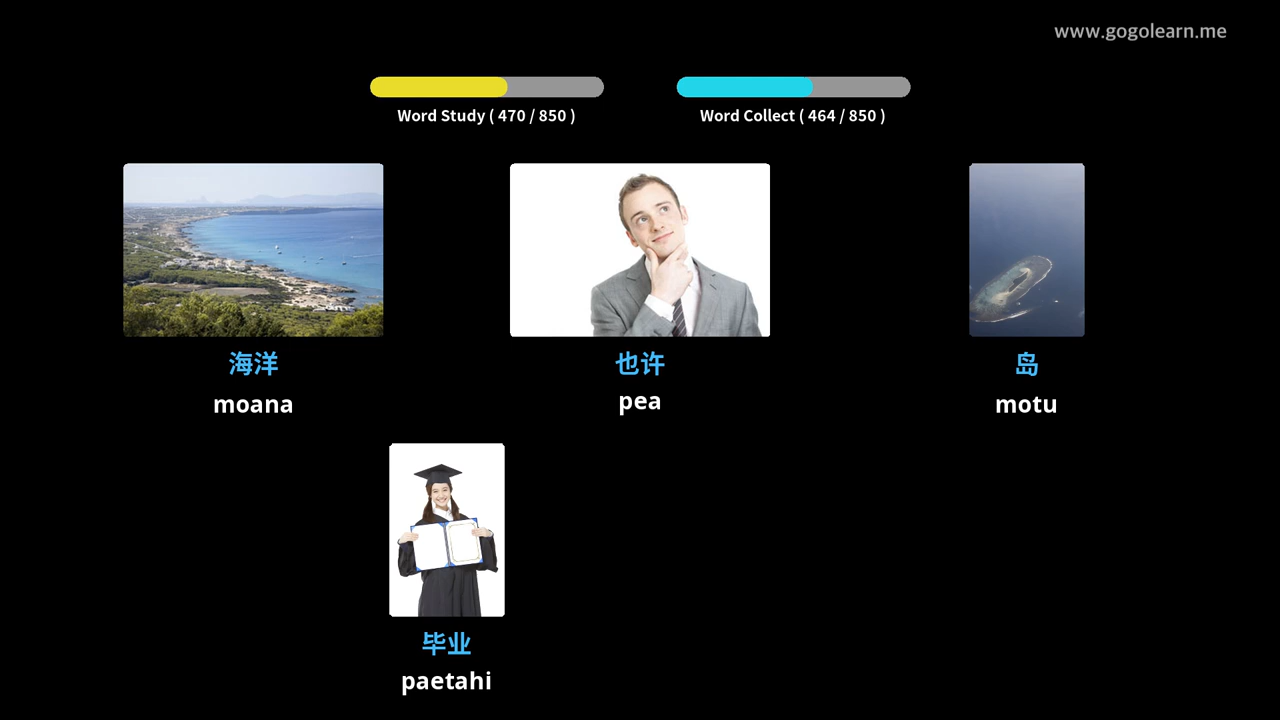 www.gogolearn.me
Word Study ( 470 / 850 )
Word Collect ( 464 / 850 )
海洋
moana
也许
pea
岛
motu
毕业
paetahi